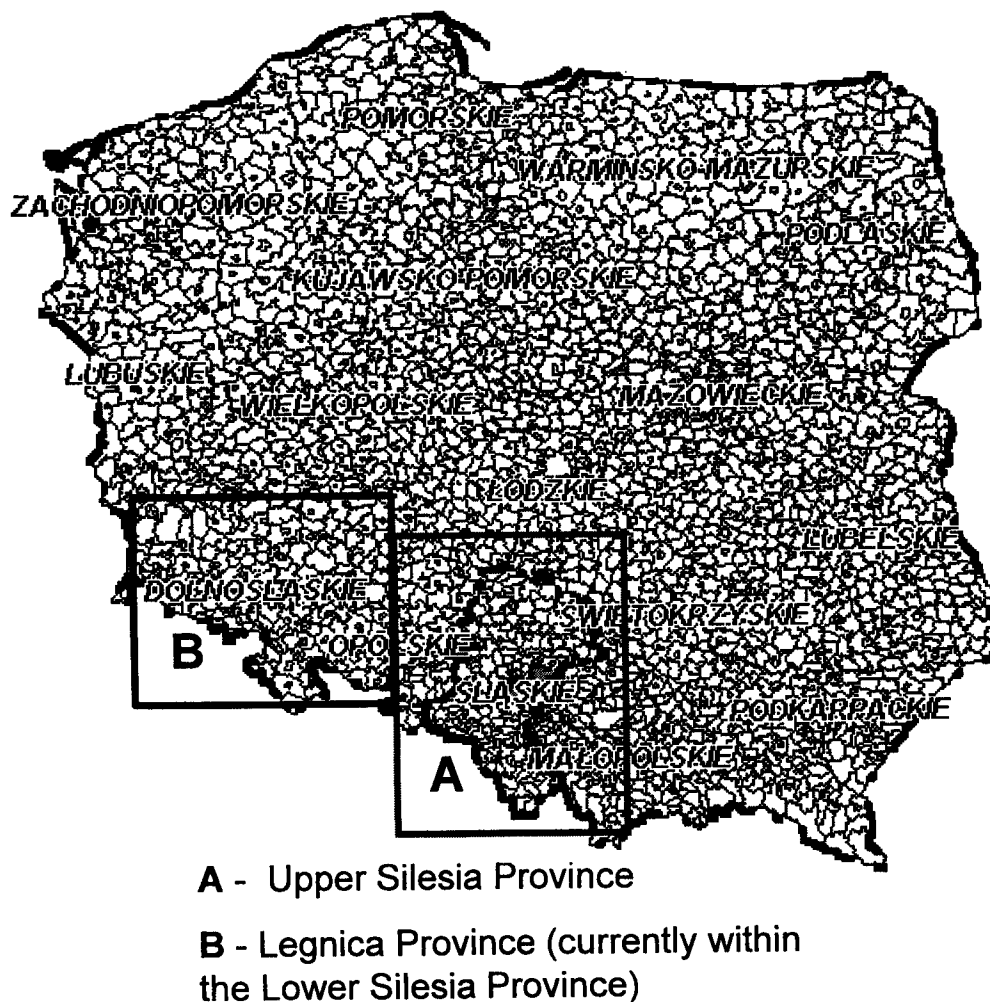 POMORSKIE
WARMINSKO-MAZURSKIE
ZACHODNIOPOMORSKIE
PODLASKIE
KUJAWSKO-POMORSKIE
LUBUSKIE
WIELKOPOLSKIE
MAZOWIECKIE
LODZKIE
LUBELSKIE
DOLNOSLASKIE
SWIETOKRZYSKIE
OPOLSKIE
B
SLASKIE
PODKARPACKIE
MALOPOLSKIE
A
A - Upper Silesia Province
B - Legnica Province (currently within
the Lower Silesia Province)